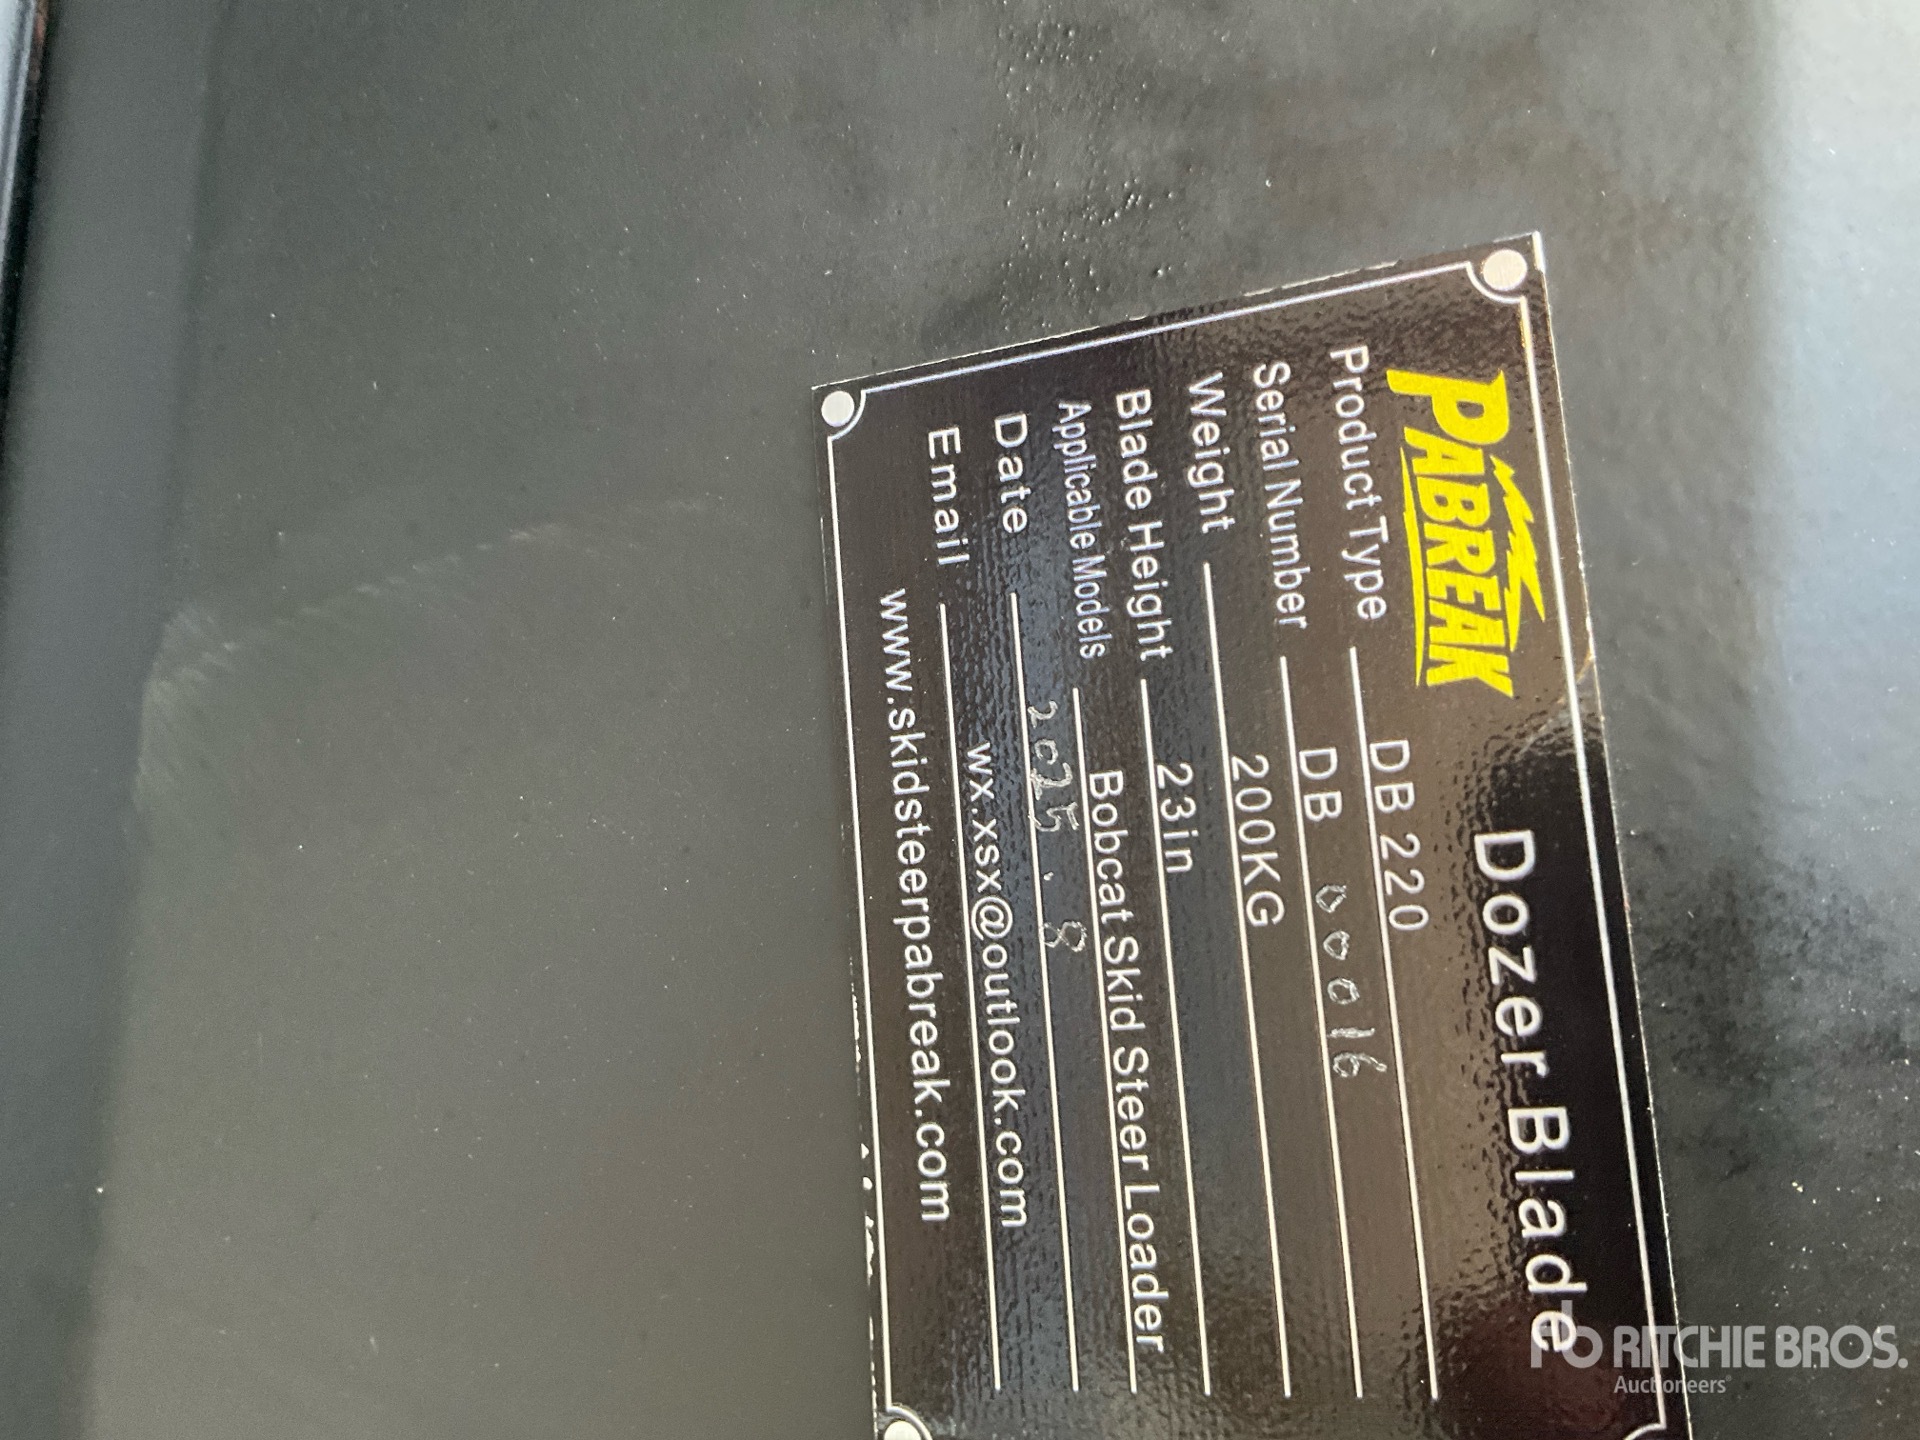 PABREAK Dozer Blade
Product Type DB 220
Serial Number DB 00016
Weight 200KG
Blade Height 23in
Applicable Models Bobcat Skid Steer Loader
Date 2025.8
Email wx.xsx@outlook.com
www.skidsteerpabreak.com
RITCHIE BROS.
Auctioneers